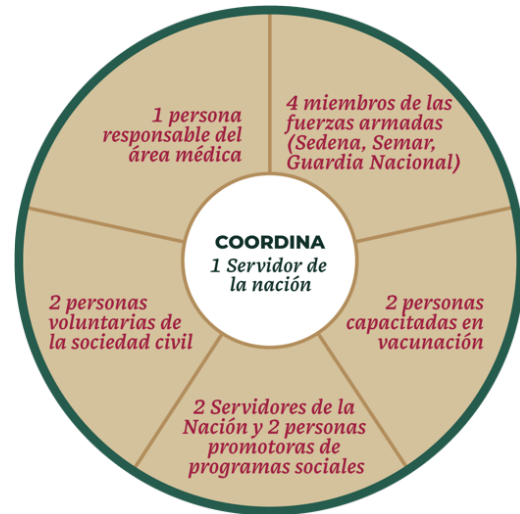 1 persona
responsable del
área médica
4 miembros de las
fuerzas armadas
(Sedena, Semar,
Guardia Nacional)
COORDINA
1 Servidor de
la nación
2 personas
voluntarias de
la sociedad civil
2 personas
capacitadas en
vacunación
2 Servidores de la
Nación y 2 personas
promotoras de
programas sociales